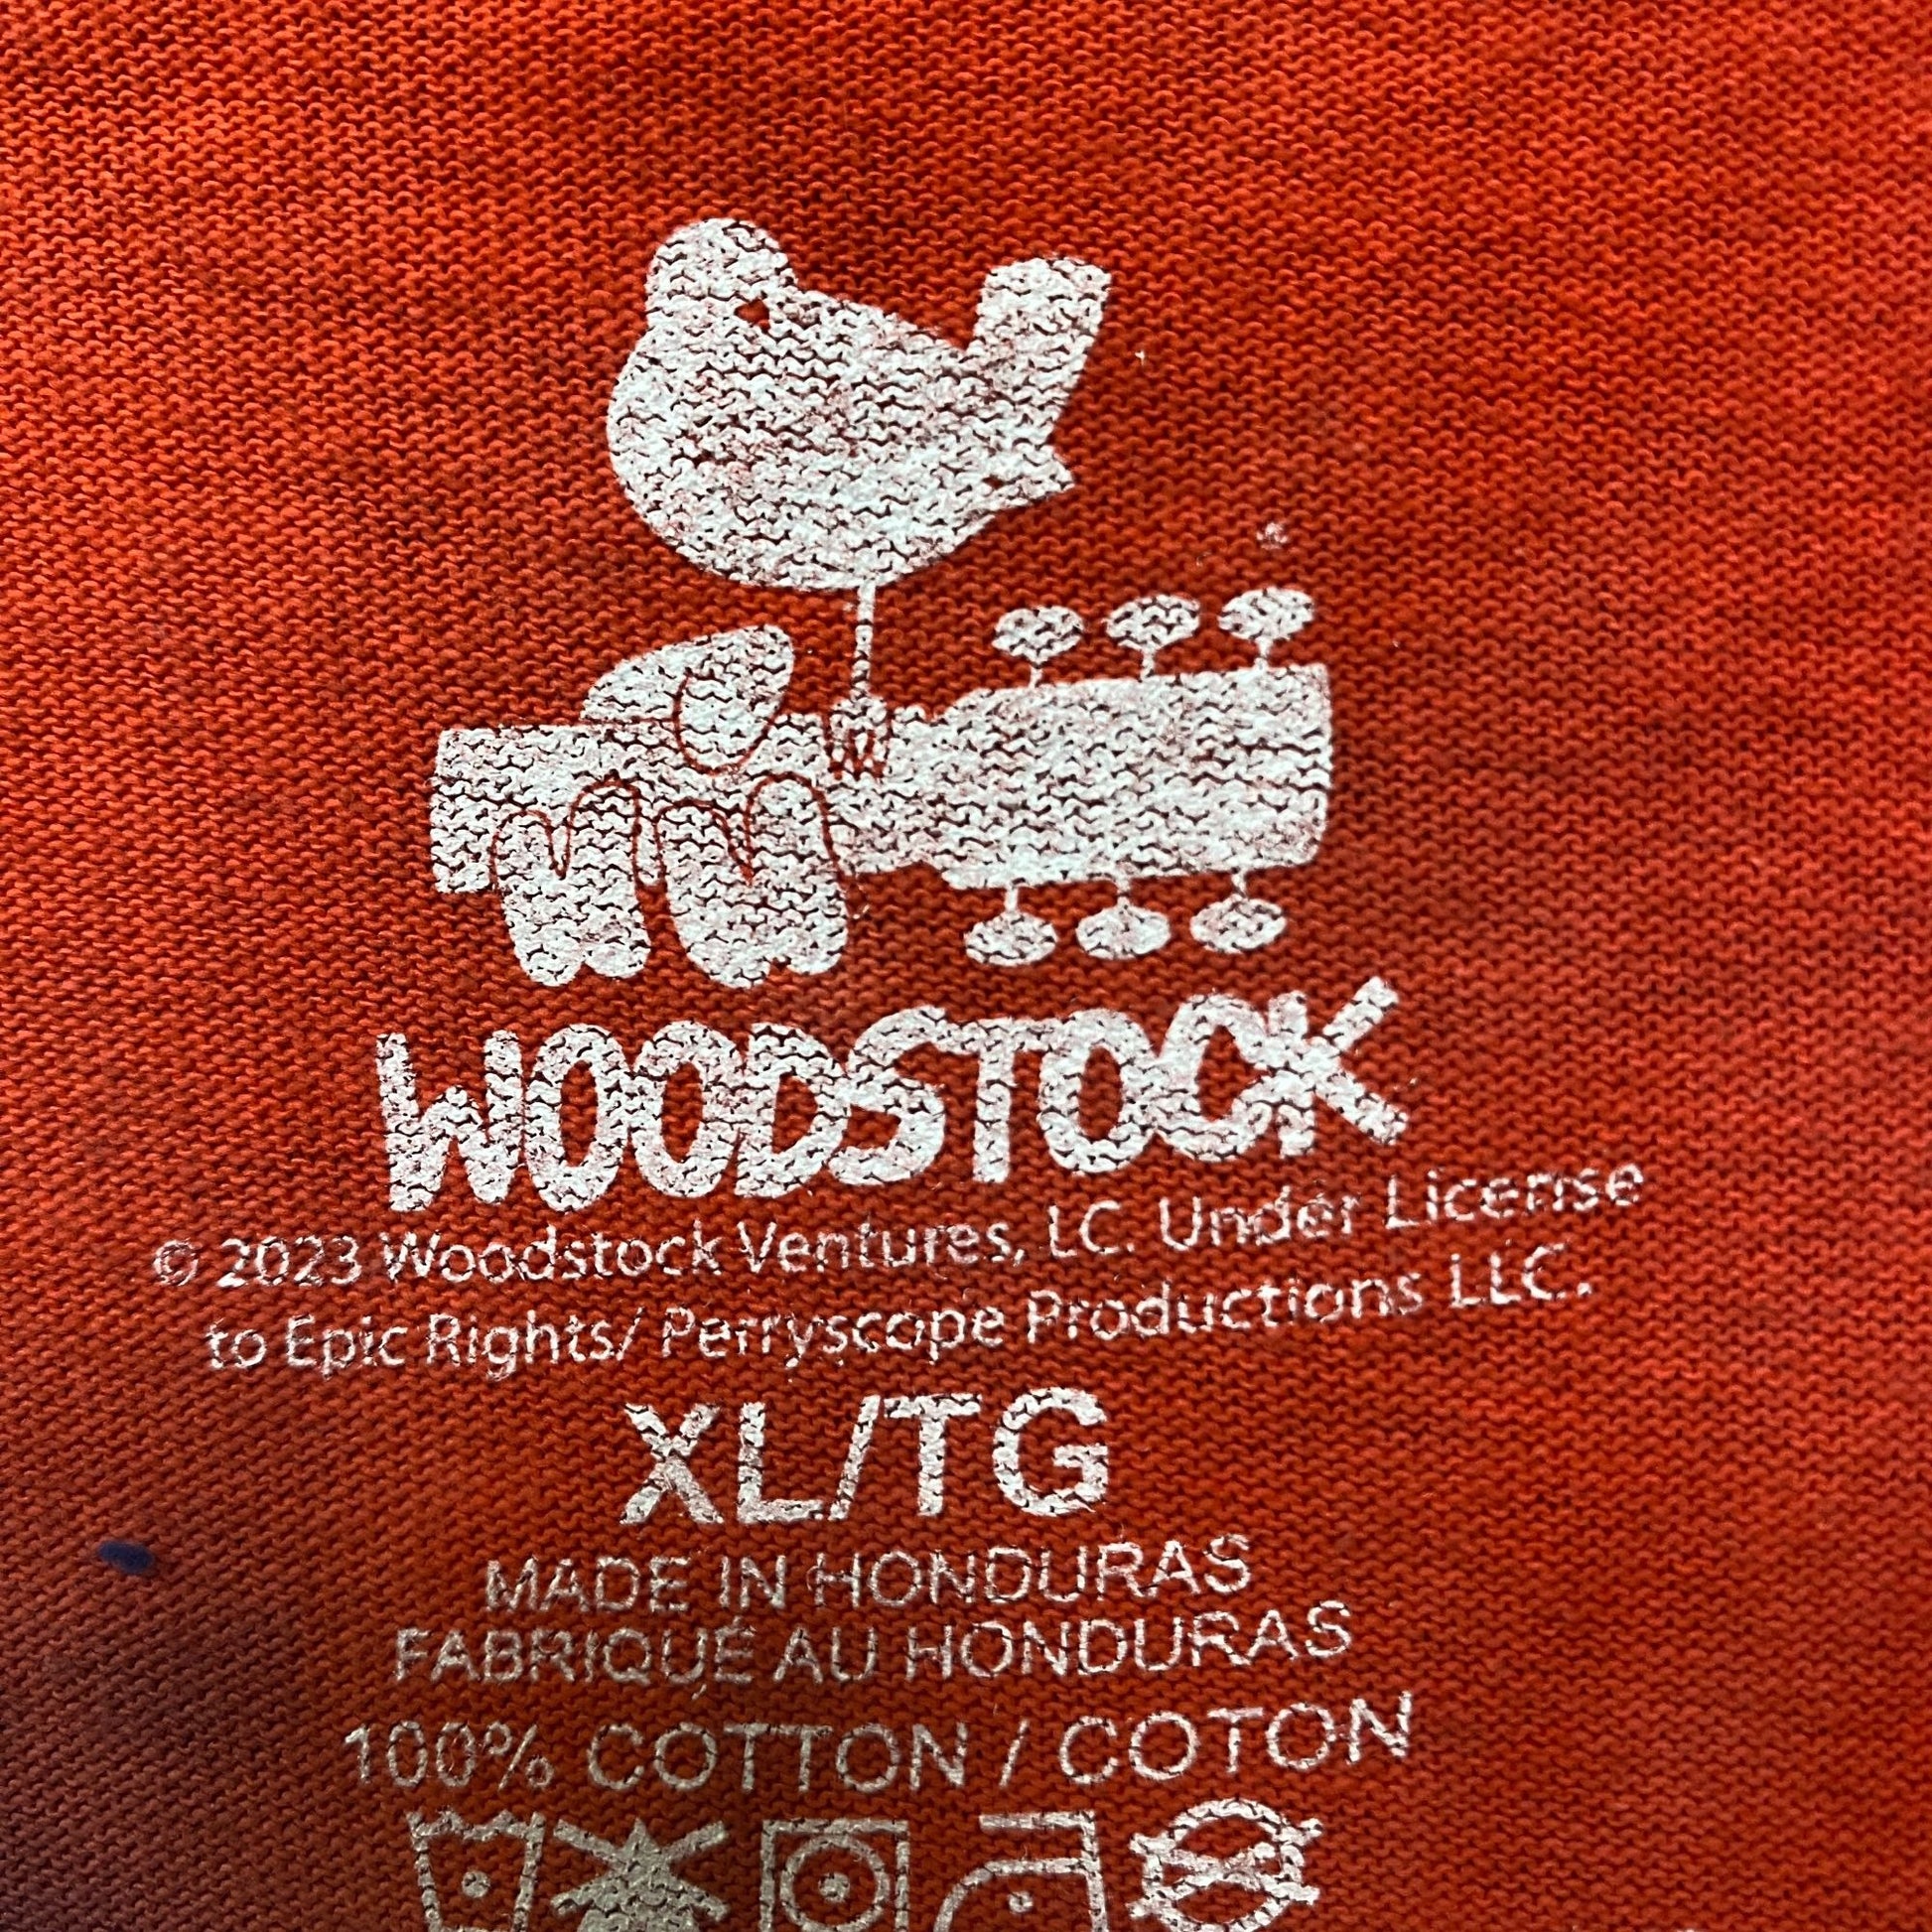 WOODSTOCK
© 2023 Woodstock Ventures, LC. Under License
to Epic Rights/ Perryscope Productions LLC.
XL/TG
MADE IN HONDURAS
FABRIQUÉ AU HONDURAS
100% COTTON / COTON